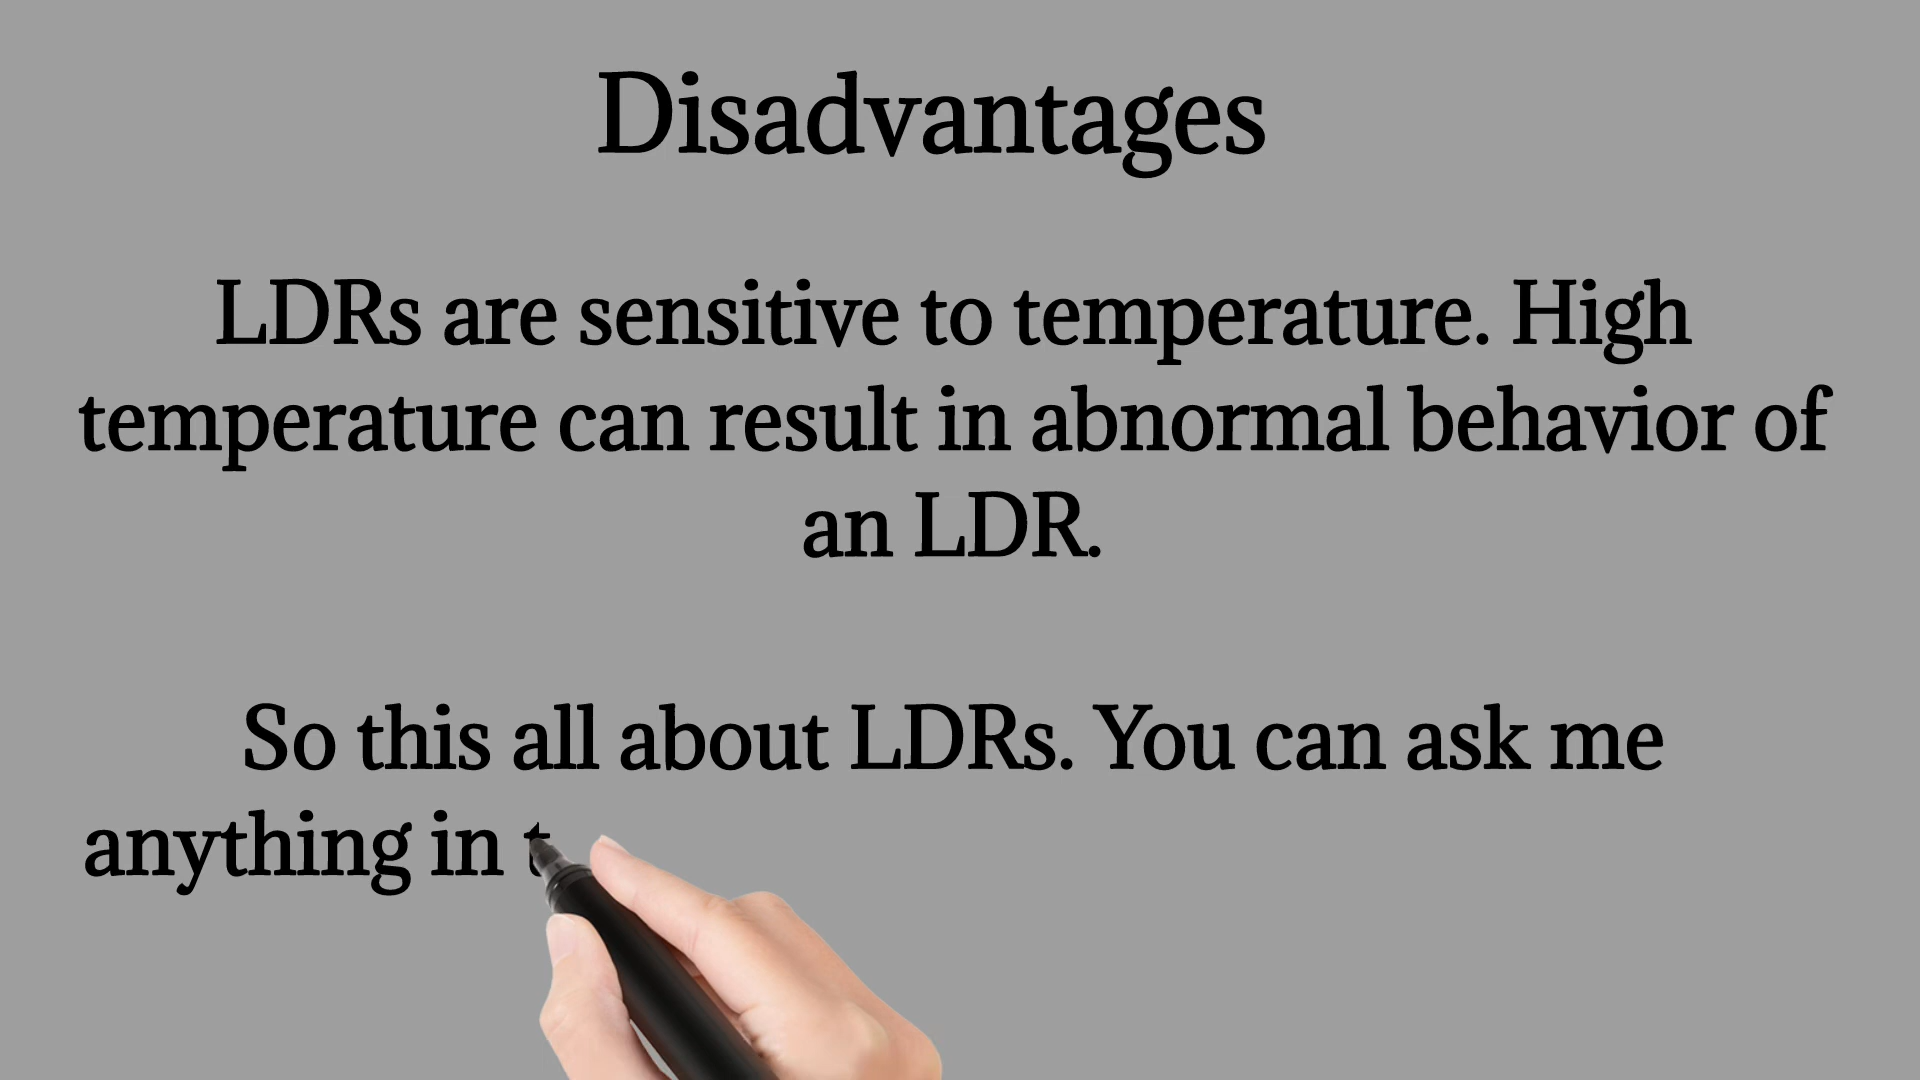 Disadvantages
LDRs are sensitive to temperature. High
temperature can result in abnormal behavior of
an LDR.
So this all about LDRs. You can ask me
anything in t